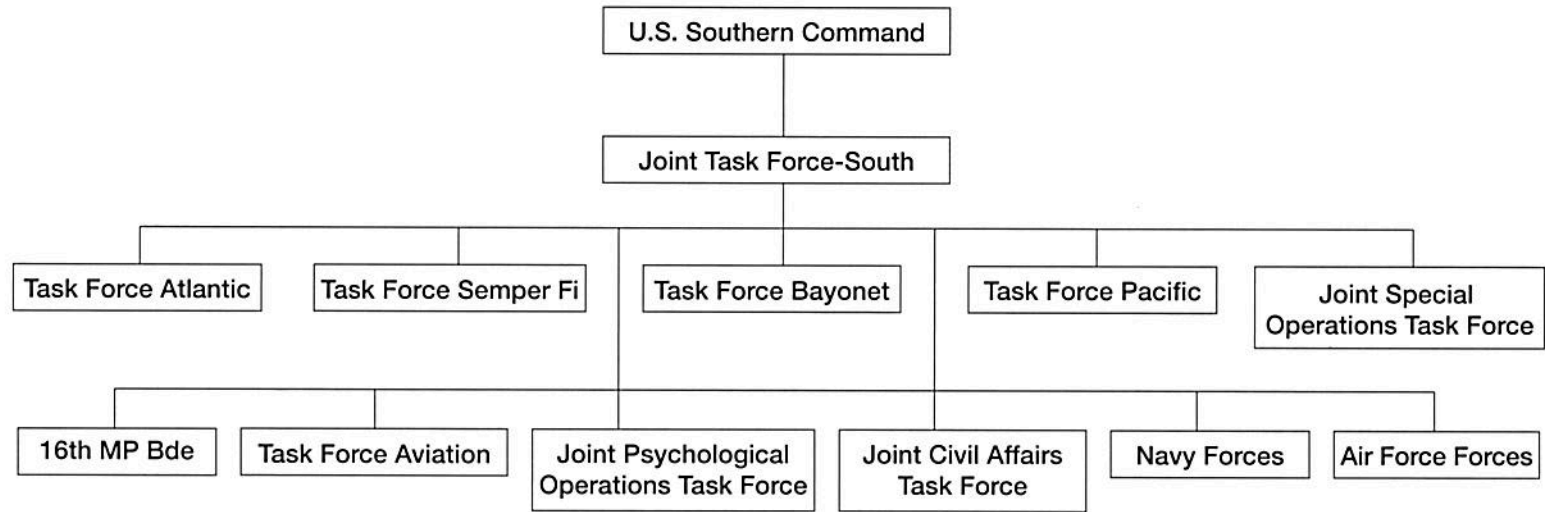 U.S. Southern Command
Joint Task Force-South
Task Force Atlantic
Task Force Semper Fi
Task Force Bayonet
Task Force Pacific
Joint Special
Operations Task Force
16th MP Bde
Task Force Aviation
Joint Psychological
Operations Task Force
Joint Civil Affairs
Task Force
Navy Forces
Air Force Forces